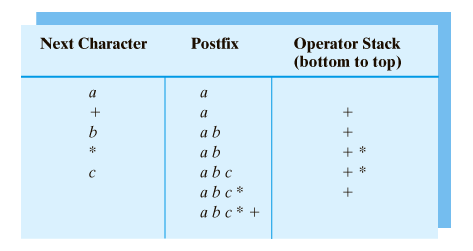 Next Character Postfix Operator Stack
(bottom to top)
a a
+ a +
b a b +
* a b + *
c a b c + *
a b c * +
a b c * +